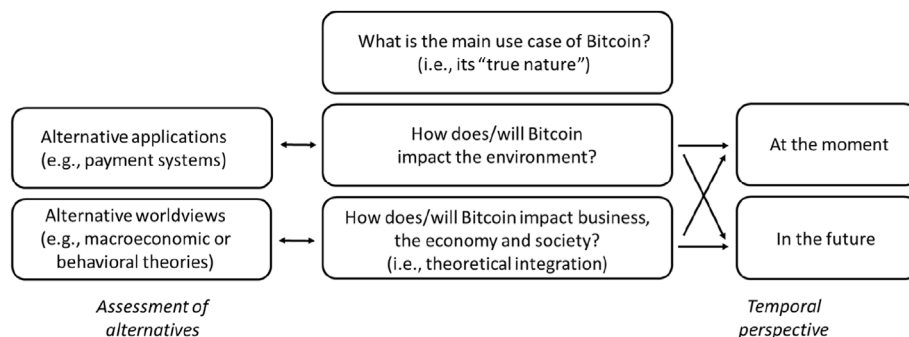 What is the main use case of Bitcoin?
(i.e., its “true nature”)
Alternative applications
(e.g., payment systems)
How does/will Bitcoin
impact the environment?
At the moment
Alternative worldviews
(e.g., macroeconomic or
behavioral theories)
How does/will Bitcoin impact business,
the economy and society?
(i.e., theoretical integration)
In the future
Assessment of
alternatives
Temporal
perspective